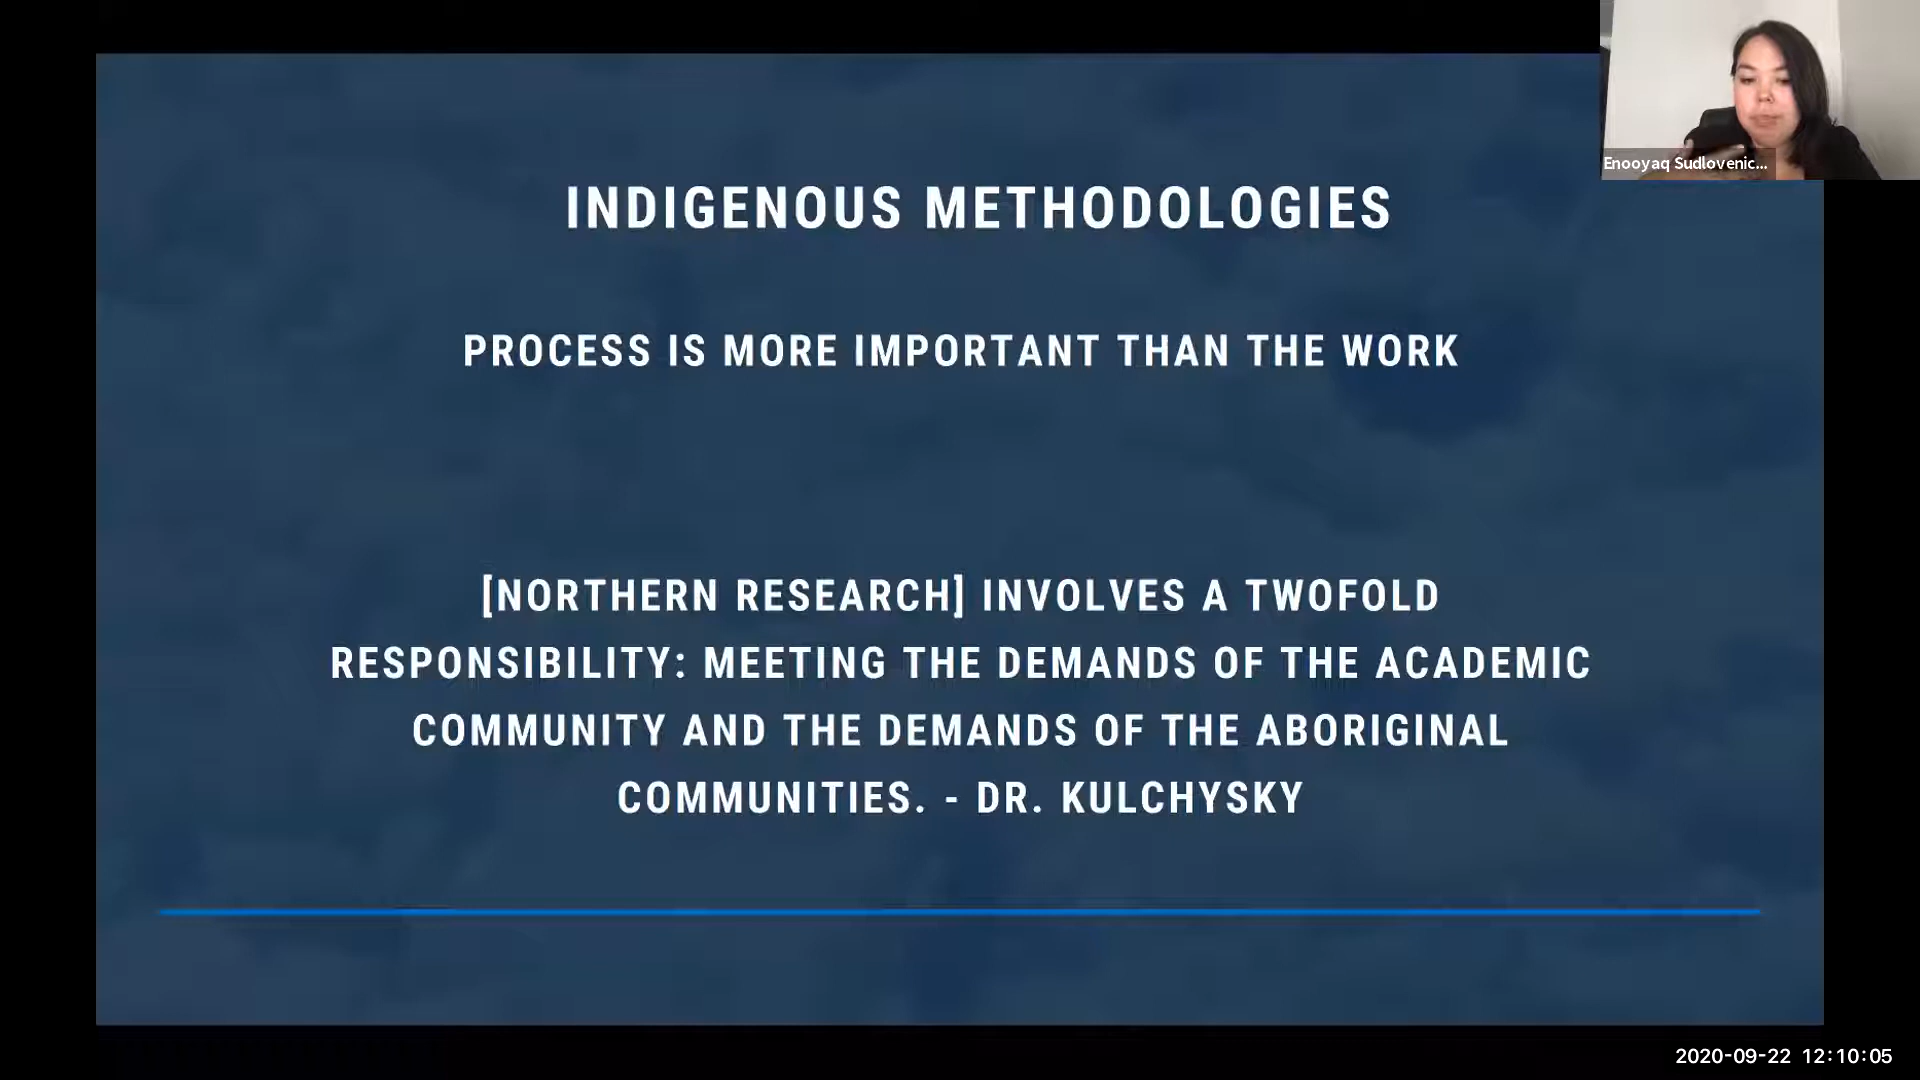 Enooyaq Sudlovenic...
INDIGENOUS METHODOLOGIES
PROCESS IS MORE IMPORTANT THAN THE WORK
[NORTHERN RESEARCH] INVOLVES A TWOFOLD
RESPONSIBILITY: MEETING THE DEMANDS OF THE ACADEMIC
COMMUNITY AND THE DEMANDS OF THE ABORIGINAL
COMMUNITIES. - DR. KULCHYSKY
2020-09-22 12:10:05